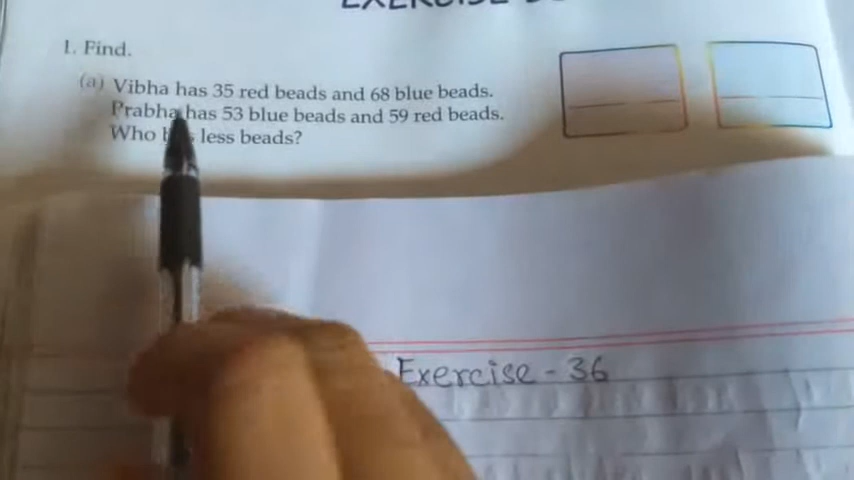 1. Find.
(a) Vibha has 35 red beads and 68 blue beads.
Prabha has 53 blue beads and 59 red beads.
Who less beads?
Exercise - 36